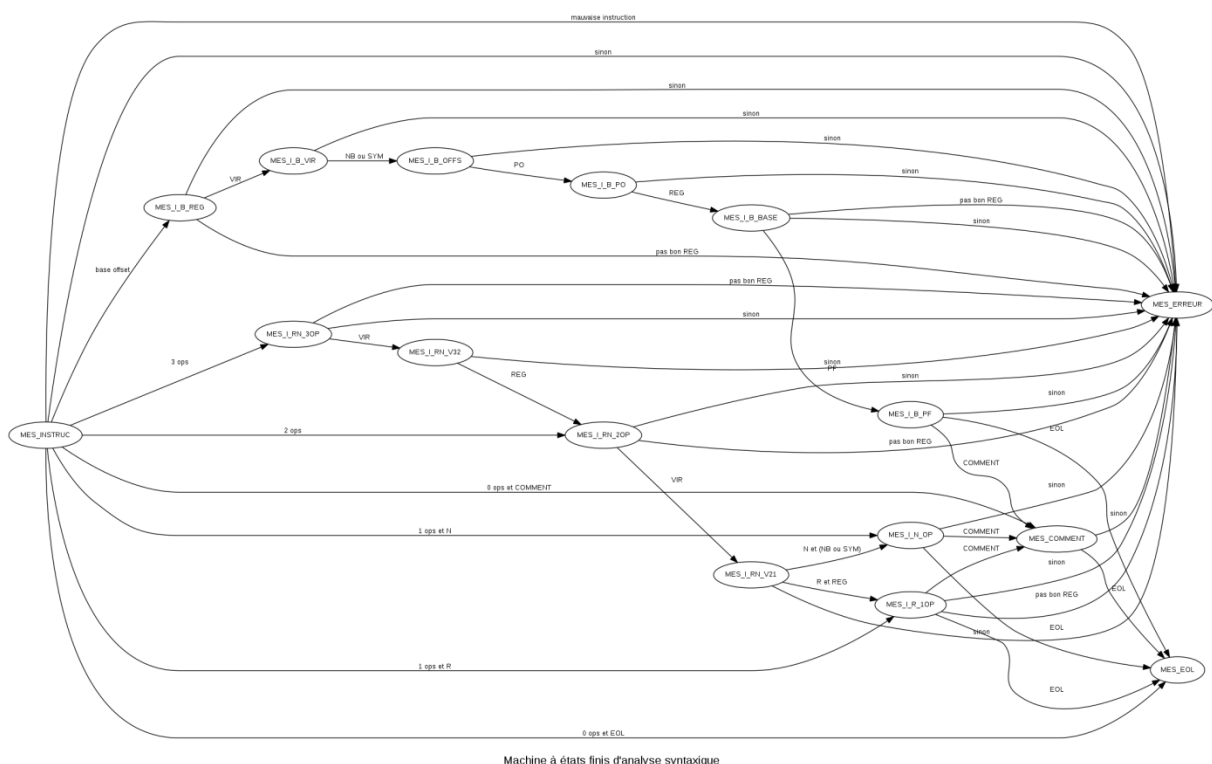 mauvaise instruction
sinon
sinon
sinon
sinon
MES_I_B_VIR
NB ou SYM
MES_I_B_OFFS
PO
sinon
MES_I_B_PO
VIR
REG
pas bon REG
MES_I_B_REG
MES_I_B_BASE
sinon
pas bon REG
base offset
pas bon REG
MES_ERREUR
sinon
MES_I_RN_3OP
VIR
MES_I_RN_V32
3 ops
sinon
PF
REG
sinon
sinon
MES_I_B_PF
MES_INSTRUC
2 ops
MES_I_RN_2OP
EOL
pas bon REG
COMMENT
VIR
sinon
0 ops et COMMENT
sinon
1 ops et N
MES_I_N_OP
COMMENT
MES_COMMENT
N et (NB ou SYM)
COMMENT
sinon
MES_I_RN_V21
R et REG
EOL
MES_I_R_1OP
pas bon REG
sinon
EOL
1 ops et R
MES_EOL
EOL
0 ops et EOL
Machine à états finis d'analyse syntaxique